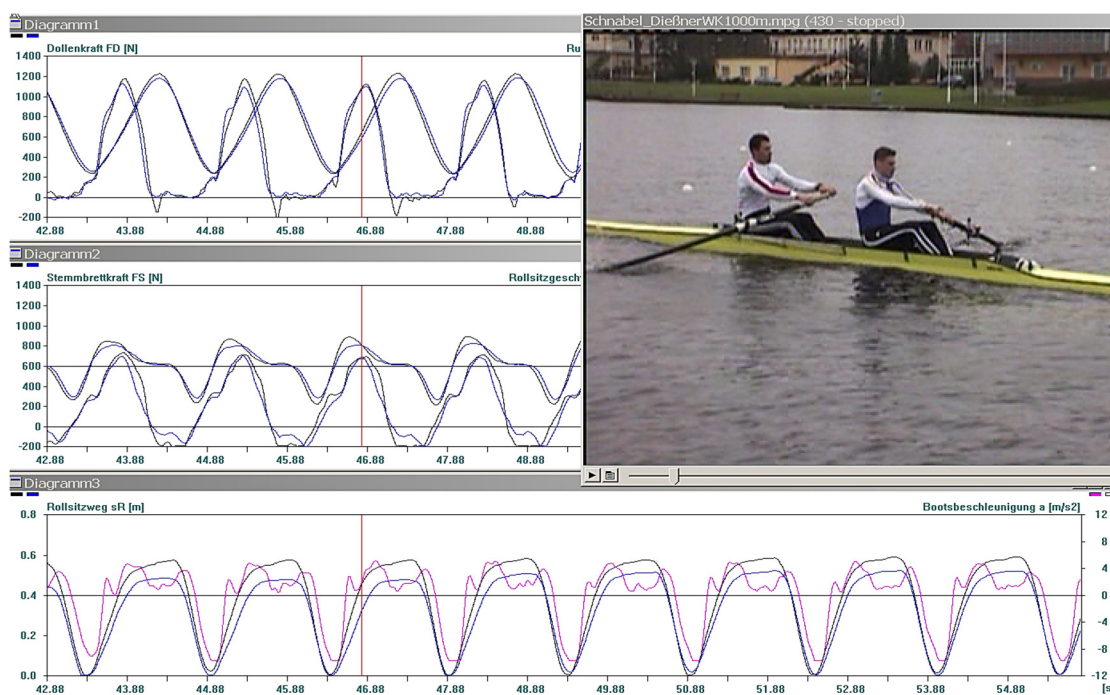 Diagramm1
Schnabel_DießnerWK1000m.mpg (430 - stopped)
Dollenkraft FD [N]
Ru
1400
1200
1000
800
600
400
200
0
-200
42.88 43.88 44.88 45.88 46.88 47.88 48.88
Diagramm2
Stemmbrettkraft FS [N]
Rollsitzgesch
1400
1200
1000
800
600
400
200
0
-200
42.88 43.88 44.88 45.88 46.88 47.88 48.88
Diagramm3
Rollsitzweg sR [m]
Bootsbeschleunigung a [m/s2]
0.8 12
8
0.6
4
0.4 0
-4
0.2
-8
0.0 -12
42.88 43.88 44.88 45.88 46.88 47.88 48.88 49.88 50.88 51.88 52.88 53.88 54.88 [s